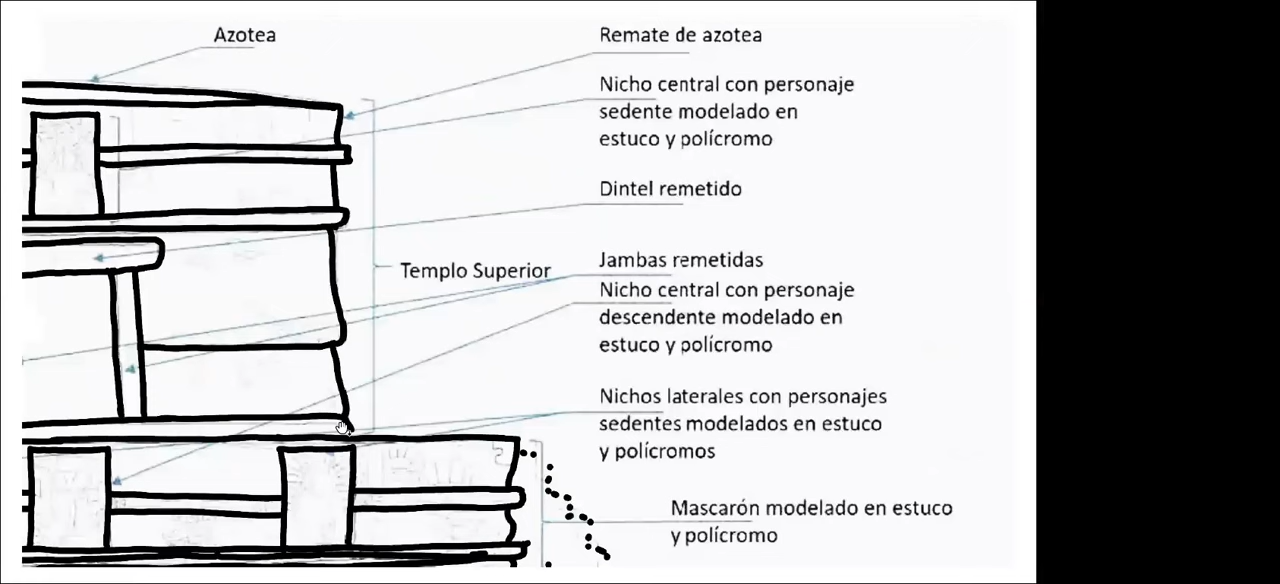 Azotea
Remate de azotea
Nicho central con personaje
sedente modelado en
estuco y polícromo
Dintel remetido
Templo Superior
Jambas remetidas
Nicho central con personaje
descendente modelado en
estuco y polícromo
Nichos laterales con personajes
sedentes modelados en estuco
y polícromos
Mascarón modelado en estuco
y polícromo